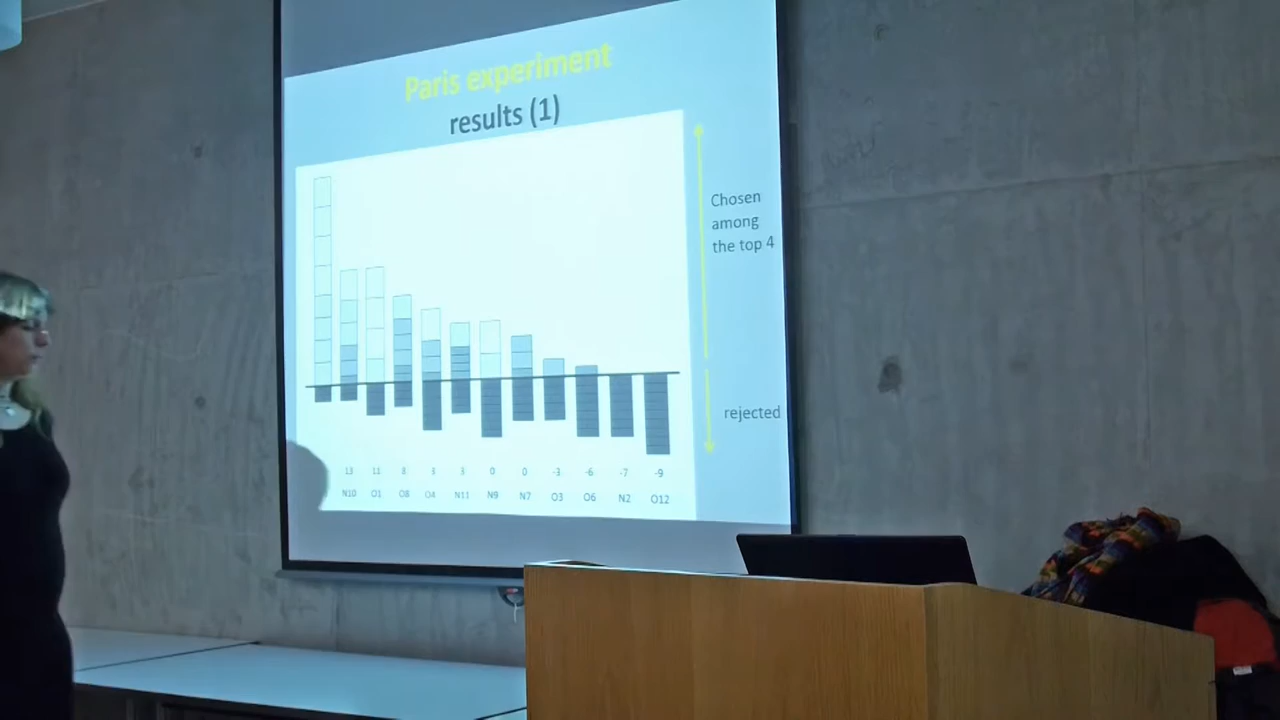 Paris experiment
results (1)
Chosen
among
the top 4
rejected
13 11 8 3 3 0 0 -3 -6 -7 -9
N10 O1 O8 O4 N11 N9 N7 O3 O6 N2 O12